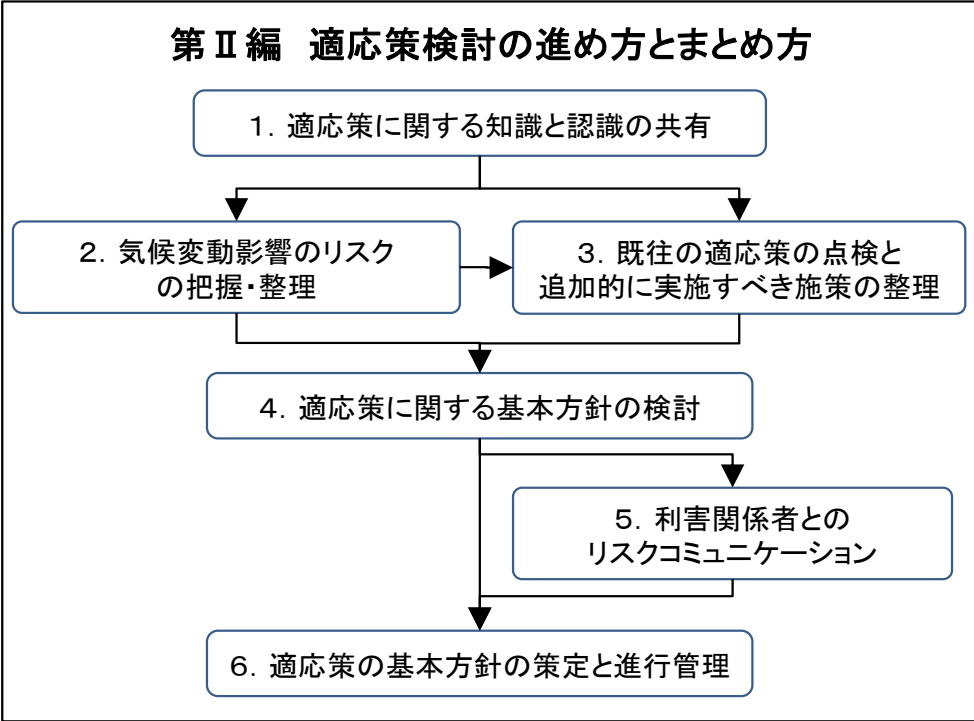 第Ⅱ編 適応策検討の進め方とまとめ方
1. 適応策に関する知識と認識の共有
2. 気候変動影響のリスク
の把握・整理
3. 既往の適応策の点検と
追加的に実施すべき施策の整理
4. 適応策に関する基本方針の検討
5. 利害関係者との
リスクコミュニケーション
6. 適応策の基本方針の策定と進行管理